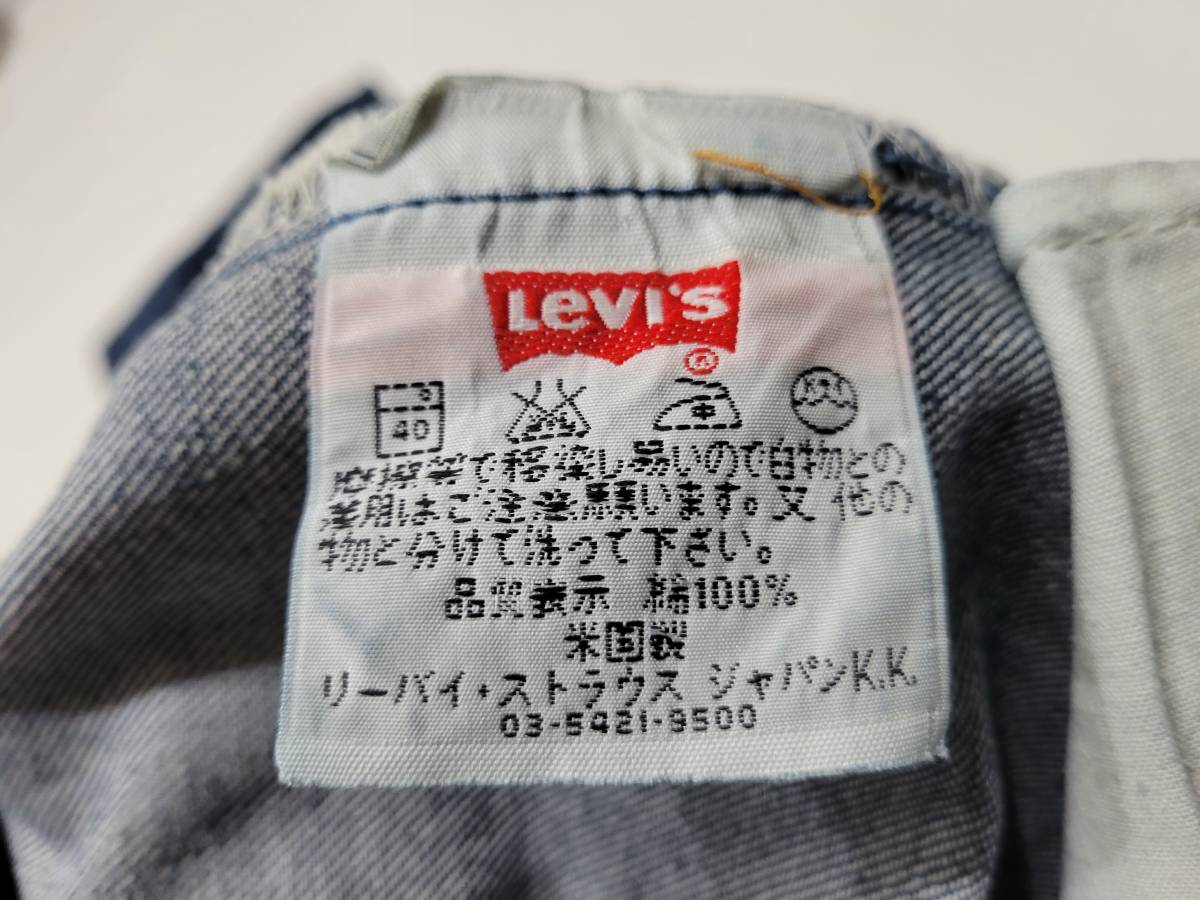 Levi's
®
40
摩擦等で移染し易いので白物との
着用はご注意願います。又 他の
物と分けて洗って下さい。
品質表示 綿100%
米国製
リーバイ・ストラウス ジャパンK.K.
03-5421-9500